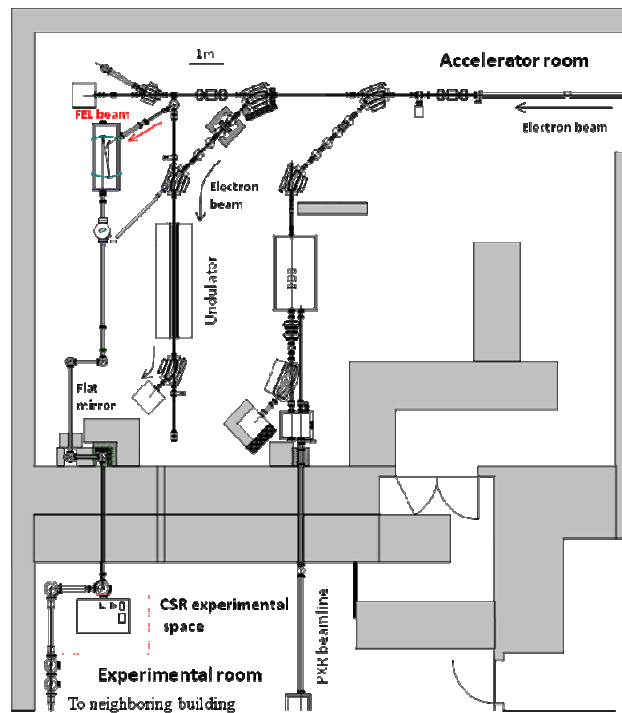 1m
Accelerator room
FEL beam
Electron beam
Electron
beam
Undulator
Flat
mirror
CSR experimental
space
PXR beamline
Experimental room
To neighboring building